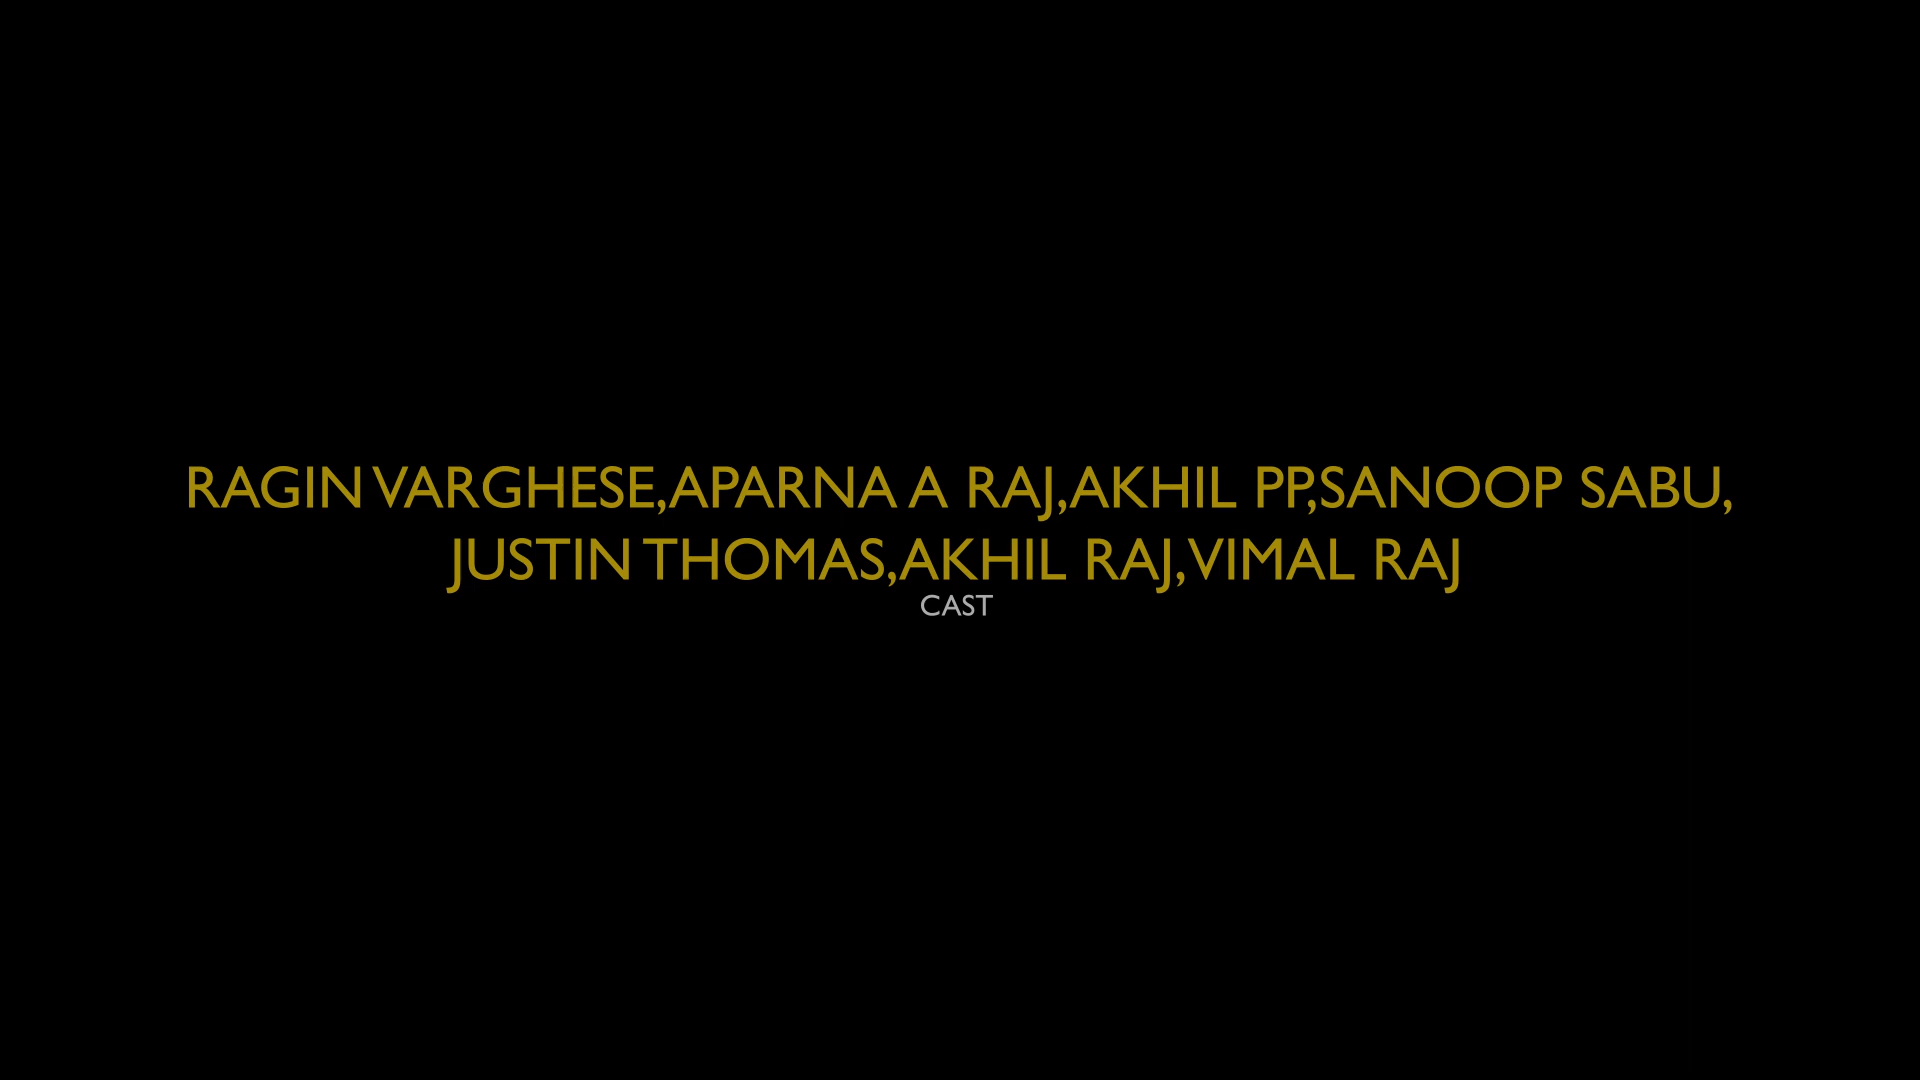 RAGIN VARGHESE,APARNA A RAJ,AKHIL PP,SANOOP SABU,
JUSTIN THOMAS,AKHIL RAJ,VIMAL RAJ
CAST